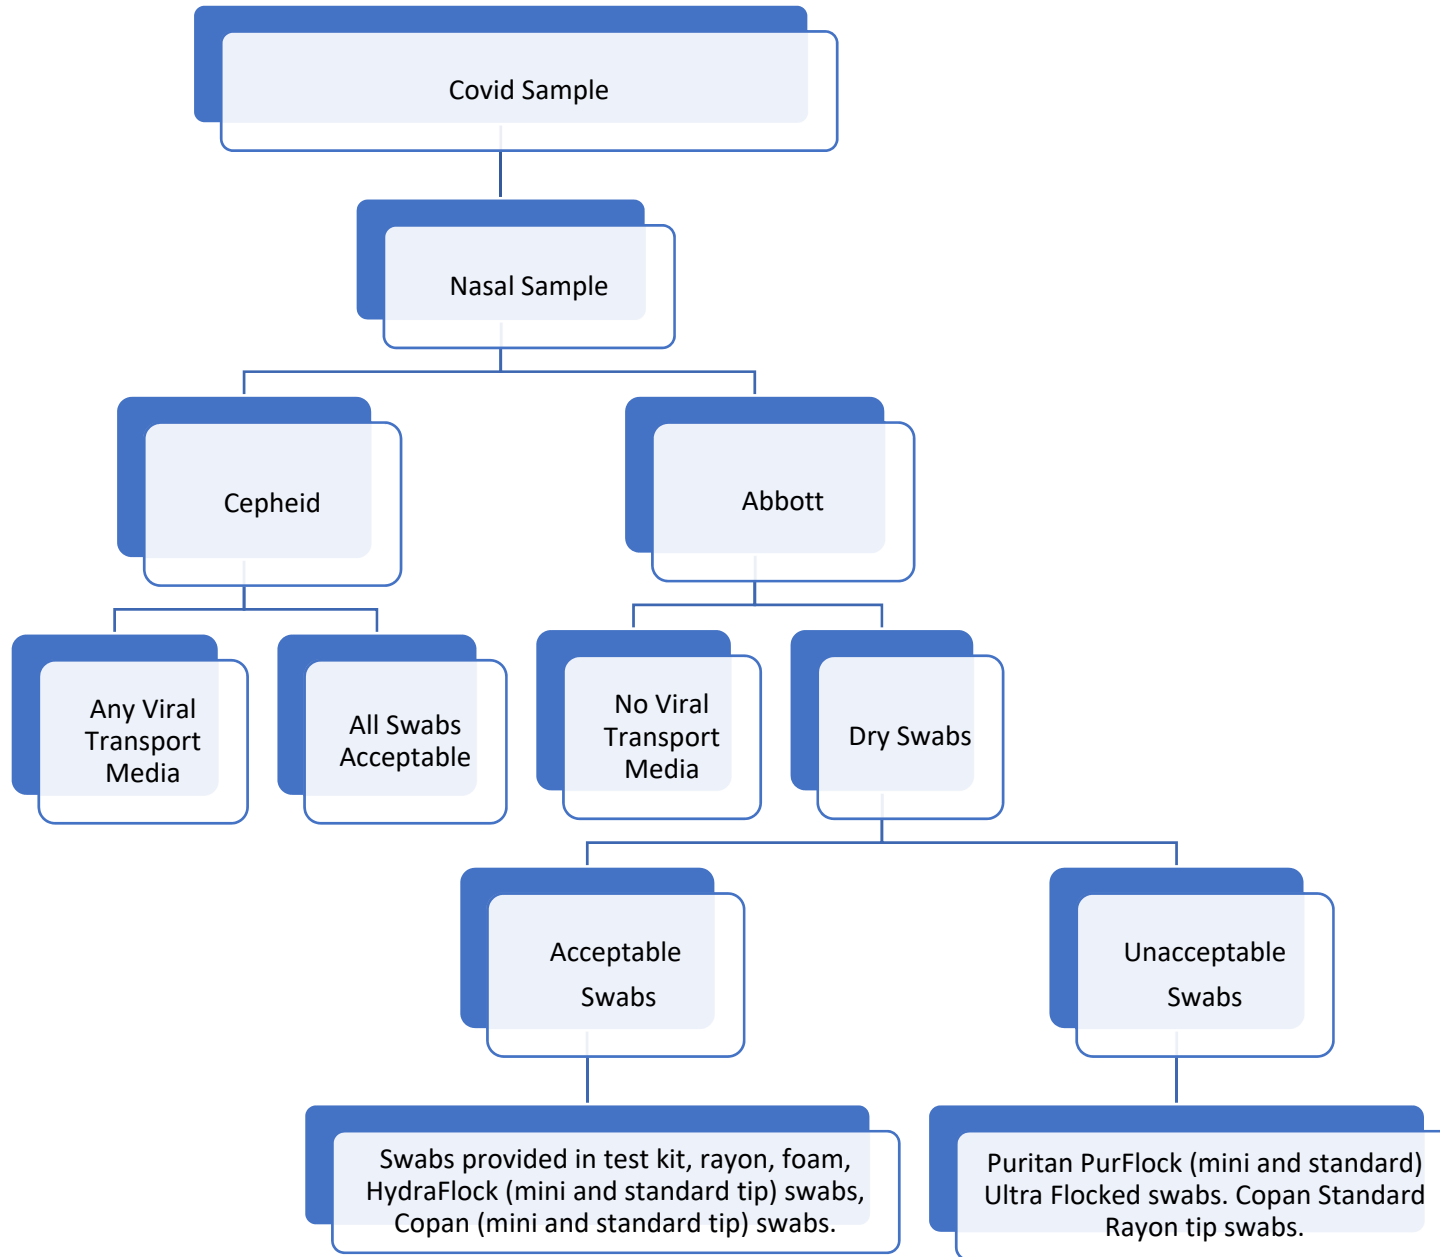 Covid Sample
Nasal Sample
Cepheid
Abbott
Any Viral
Transport
Media
All Swabs
Acceptable
No Viral
Transport
Media
Dry Swabs
Acceptable
Swabs
Unacceptable
Swabs
Swabs provided in test kit, rayon, foam,
HydraFlock (mini and standard tip) swabs,
Copan (mini and standard tip) swabs.
Puritan PurFlock (mini and standard)
Ultra Flocked swabs. Copan Standard
Rayon tip swabs.